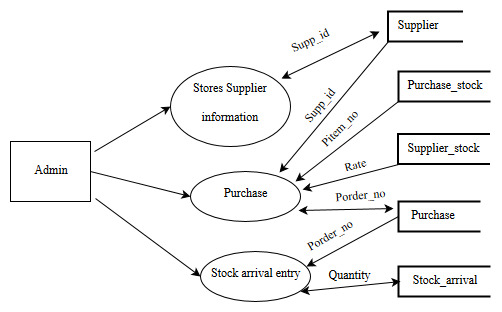 Supplier
Supp_id
Stores Supplier
information
Supp_id
Purchase_stock
Pitem_no
Supplier_stock
Rate
Admin
Purchase
Porder_no
Purchase
Porder_no
Stock arrival entry
Quantity
Stock_arrival